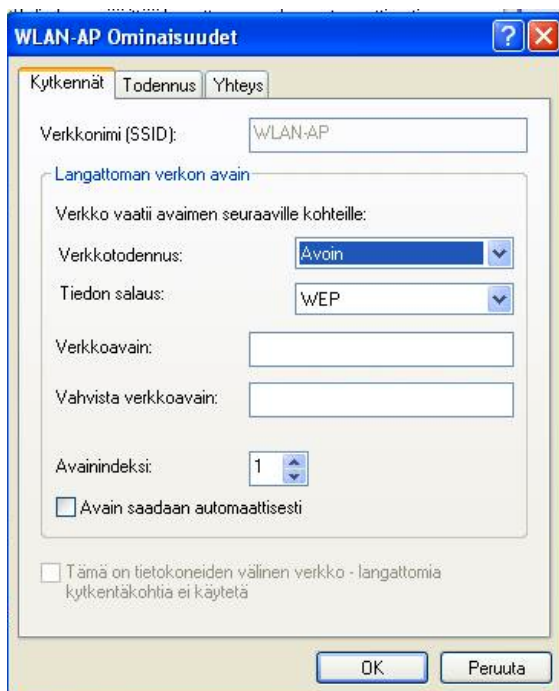 WLAN-AP Ominaisuudet
Kytkennät Todennus Yhteys
Verkkonimi (SSID): WLAN-AP
Langattoman verkon avain
Verkko vaatii avaimen seuraaville kohteille:
Verkkotodennus: Avoin
Tiedon salaus: WEP
Verkkoavain:
Vahvista verkkoavain:
Avainindeksi: 1
Avain saadaan automaattisesti
Tämä on tietokoneiden välinen verkko - langattomia
kytkentäkohtia ei käytetä
OK Peruuta